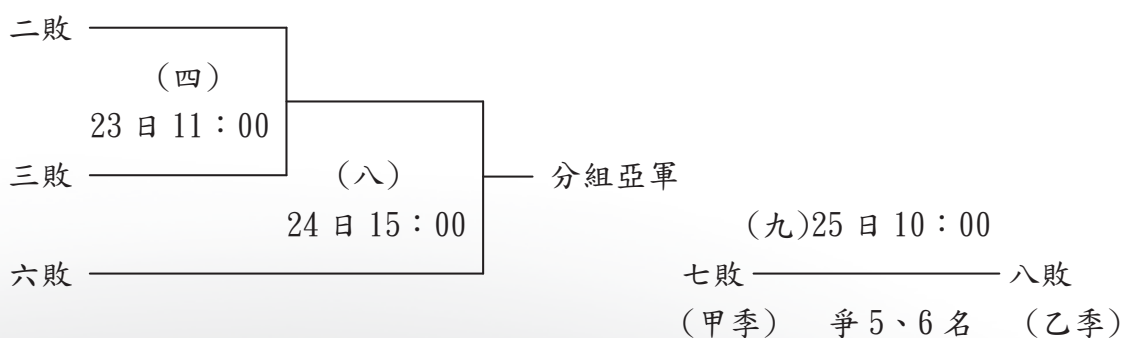 二敗
(四)
23 日 11：00
三敗
(八)
分組亞軍
24 日 15：00
(九)25 日 10：00
六敗
七敗
八敗
(甲季)
爭 5、6 名
(乙季)